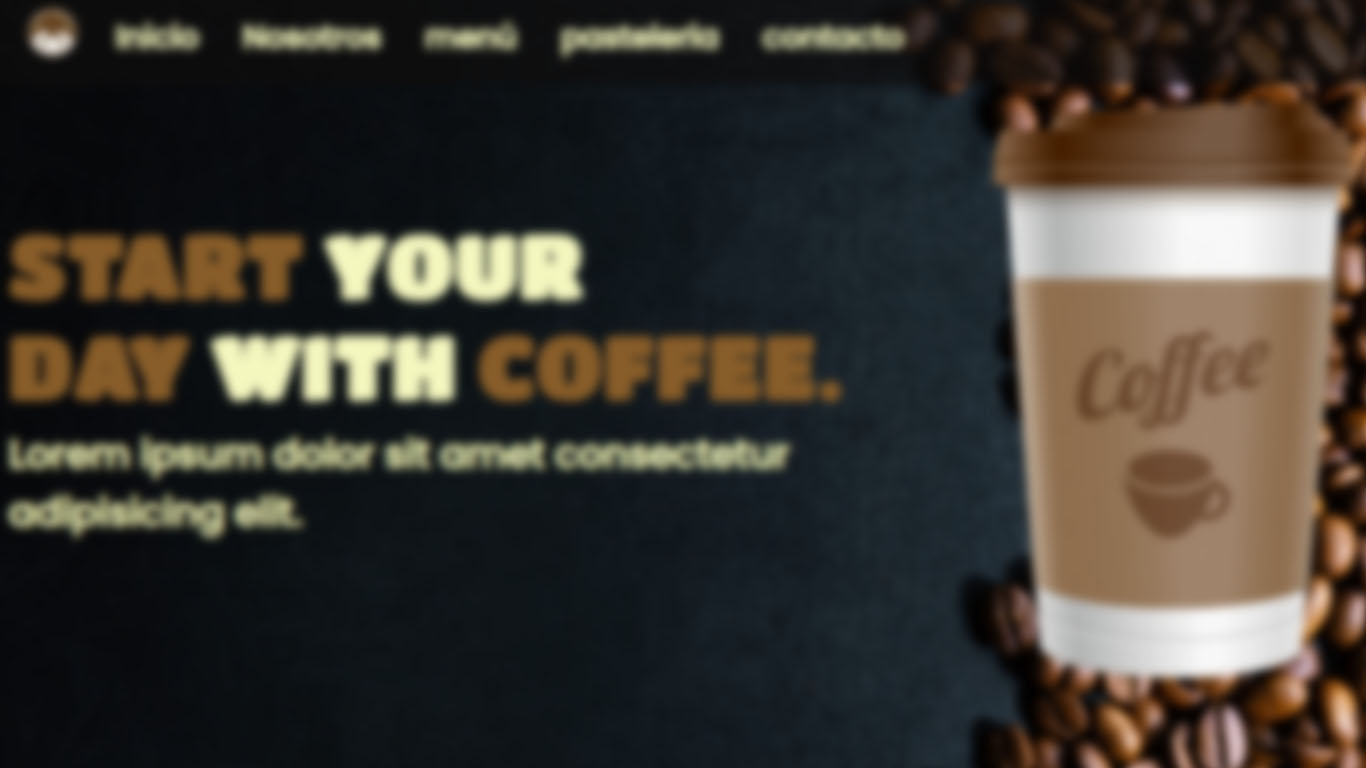 Inicio Nosotros menú pastelería contacto
START YOUR
DAY WITH COFFEE.
Lorem ipsum dolor sit amet consectetur
adipisicing elit.
Coffee